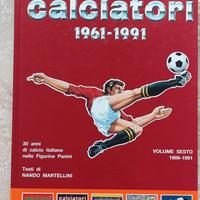 calciatori
1961-1991
30 anni
di calcio italiano
nelle Figurine Panini
VOLUME SESTO
1986-1991
Testi di
NANDO MARTELLINI
calciatori